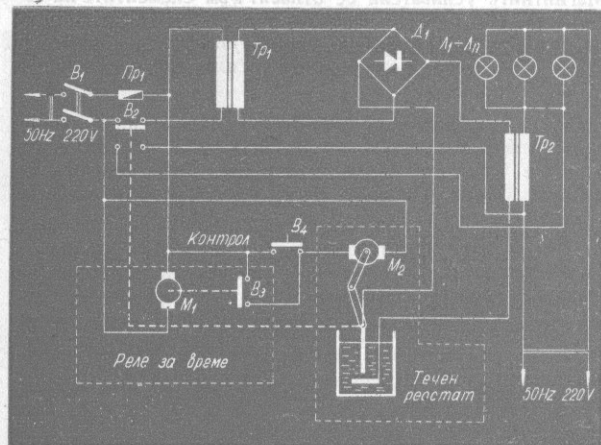 Д1
Л1÷Лn
Тр1
В1
Пр1
В2
50Hz 220V
Тр2
В4
Контрол
М2
В3
М1
Реле за време
Течен
реостат
50Hz 220V